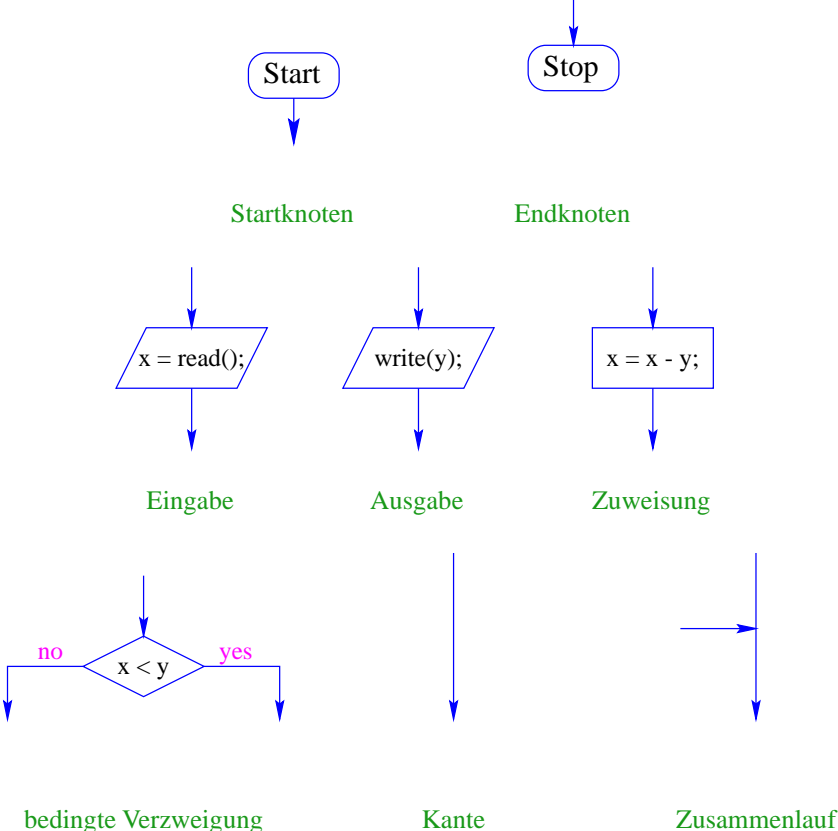 Start Stop
Startknoten Endknoten
x = read(); write(y); x = x - y;
Eingabe Ausgabe Zuweisung
no x < y yes
bedingte Verzweigung Kante Zusammenlauf